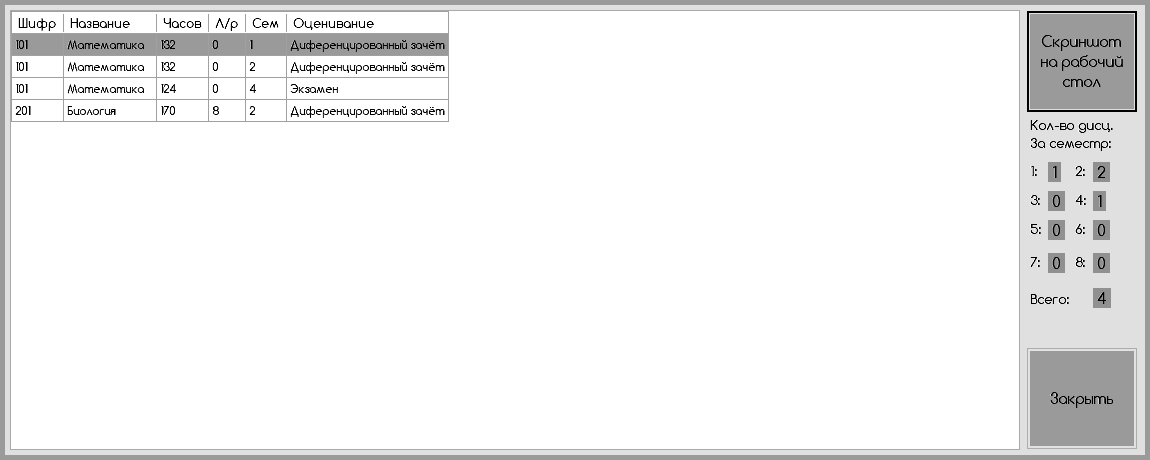 Шифр Название Часов Л/р Сем Оценивание
101 Математика 132 0 1 Диференцированный зачёт
101 Математика 132 0 2 Диференцированный зачёт
101 Математика 124 0 4 Экзамен
201 Биология 170 8 2 Диференцированный зачёт
Скриншот
на рабочий
стол
Кол-во дисц.
За семестр:
1: 1 2: 2
3: 0 4: 1
5: 0 6: 0
7: 0 8: 0
Всего: 4
Закрыть